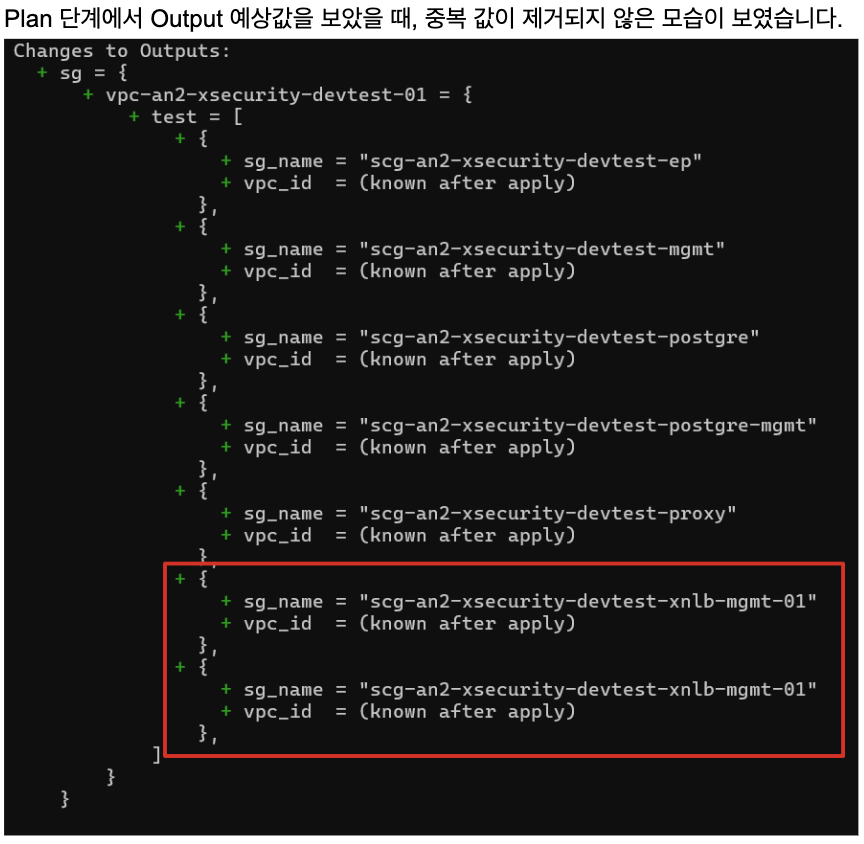 Plan 단계에서 Output 예상값을 보았을 때, 중복 값이 제거되지 않은 모습이 보였습니다.
Changes to Outputs:
  + sg = {
      + vpc-an2-xsecurity-devtest-01 = {
          + test = [
              + {
                  + sg_name = "scg-an2-xsecurity-devtest-ep"
                  + vpc_id  = (known after apply)
                },
              + {
                  + sg_name = "scg-an2-xsecurity-devtest-mgmt"
                  + vpc_id  = (known after apply)
                },
              + {
                  + sg_name = "scg-an2-xsecurity-devtest-postgre"
                  + vpc_id  = (known after apply)
                },
              + {
                  + sg_name = "scg-an2-xsecurity-devtest-postgre-mgmt"
                  + vpc_id  = (known after apply)
                },
              + {
                  + sg_name = "scg-an2-xsecurity-devtest-proxy"
                  + vpc_id  = (known after apply)
                },
              + {
                  + sg_name = "scg-an2-xsecurity-devtest-xnlb-mgmt-01"
                  + vpc_id  = (known after apply)
                },
              + {
                  + sg_name = "scg-an2-xsecurity-devtest-xnlb-mgmt-01"
                  + vpc_id  = (known after apply)
                },
            ]
        }
    }